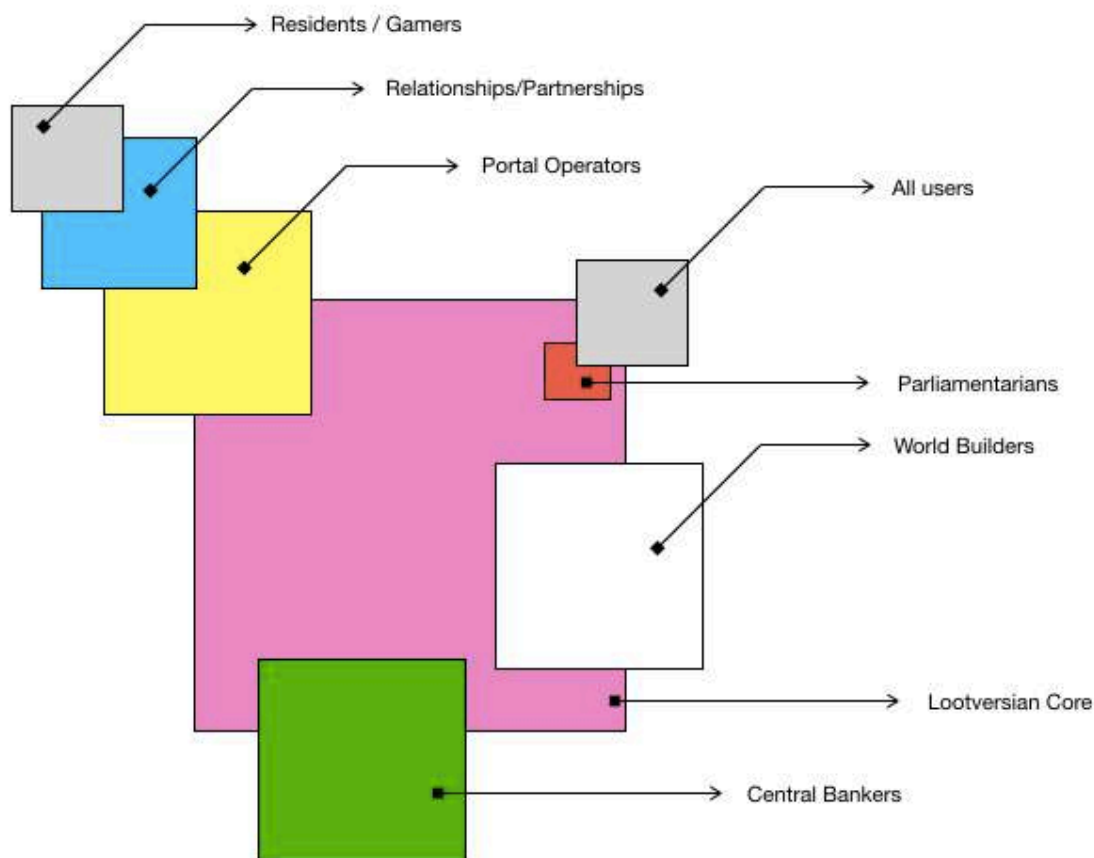 Residents / Gamers
Relationships/Partnerships
Portal Operators
All users
Parliamentarians
World Builders
Lootversian Core
Central Bankers